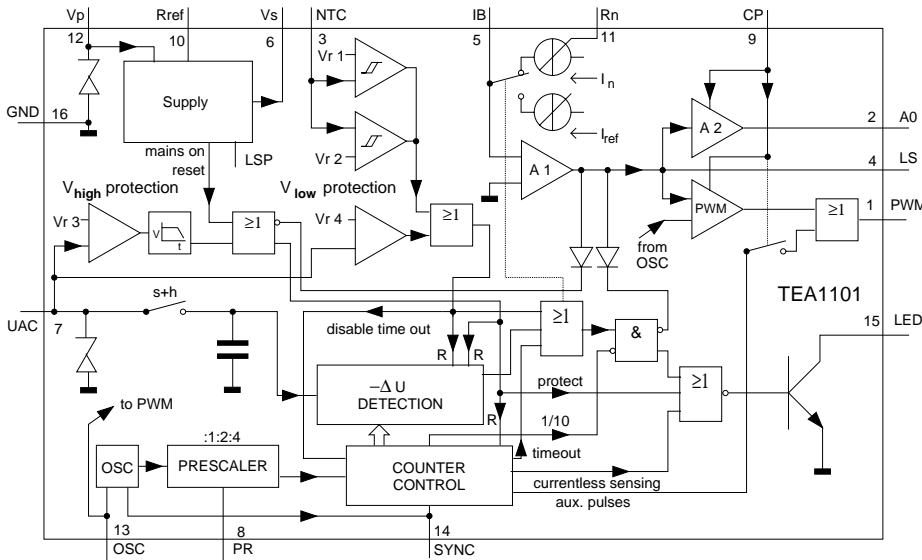 Vp
Rref
Vs
NTC
IB
Rn
CP
12
10
6
3
5
11
9
Vr 1
Supply
I n
GND
16
A 2
2
A0
I ref
Vr 2
mains on
reset
LSP
A 1
4
LS
V high protection
V low protection
PWM
1
PWM
Vr 3
V
t
≥1
Vr 4
≥1
≥1
from
OSC
s+h
TEA1101
UAC
7
disable time out
≥1
&
15
LED
R
R
–Δ U
DETECTION
≥1
protect
to PWM
R
1/10
:1:2:4
timeout
OSC
PRESCALER
COUNTER
CONTROL
currentless sensing
aux. pulses
13
8
14
OSC
PR
SYNC